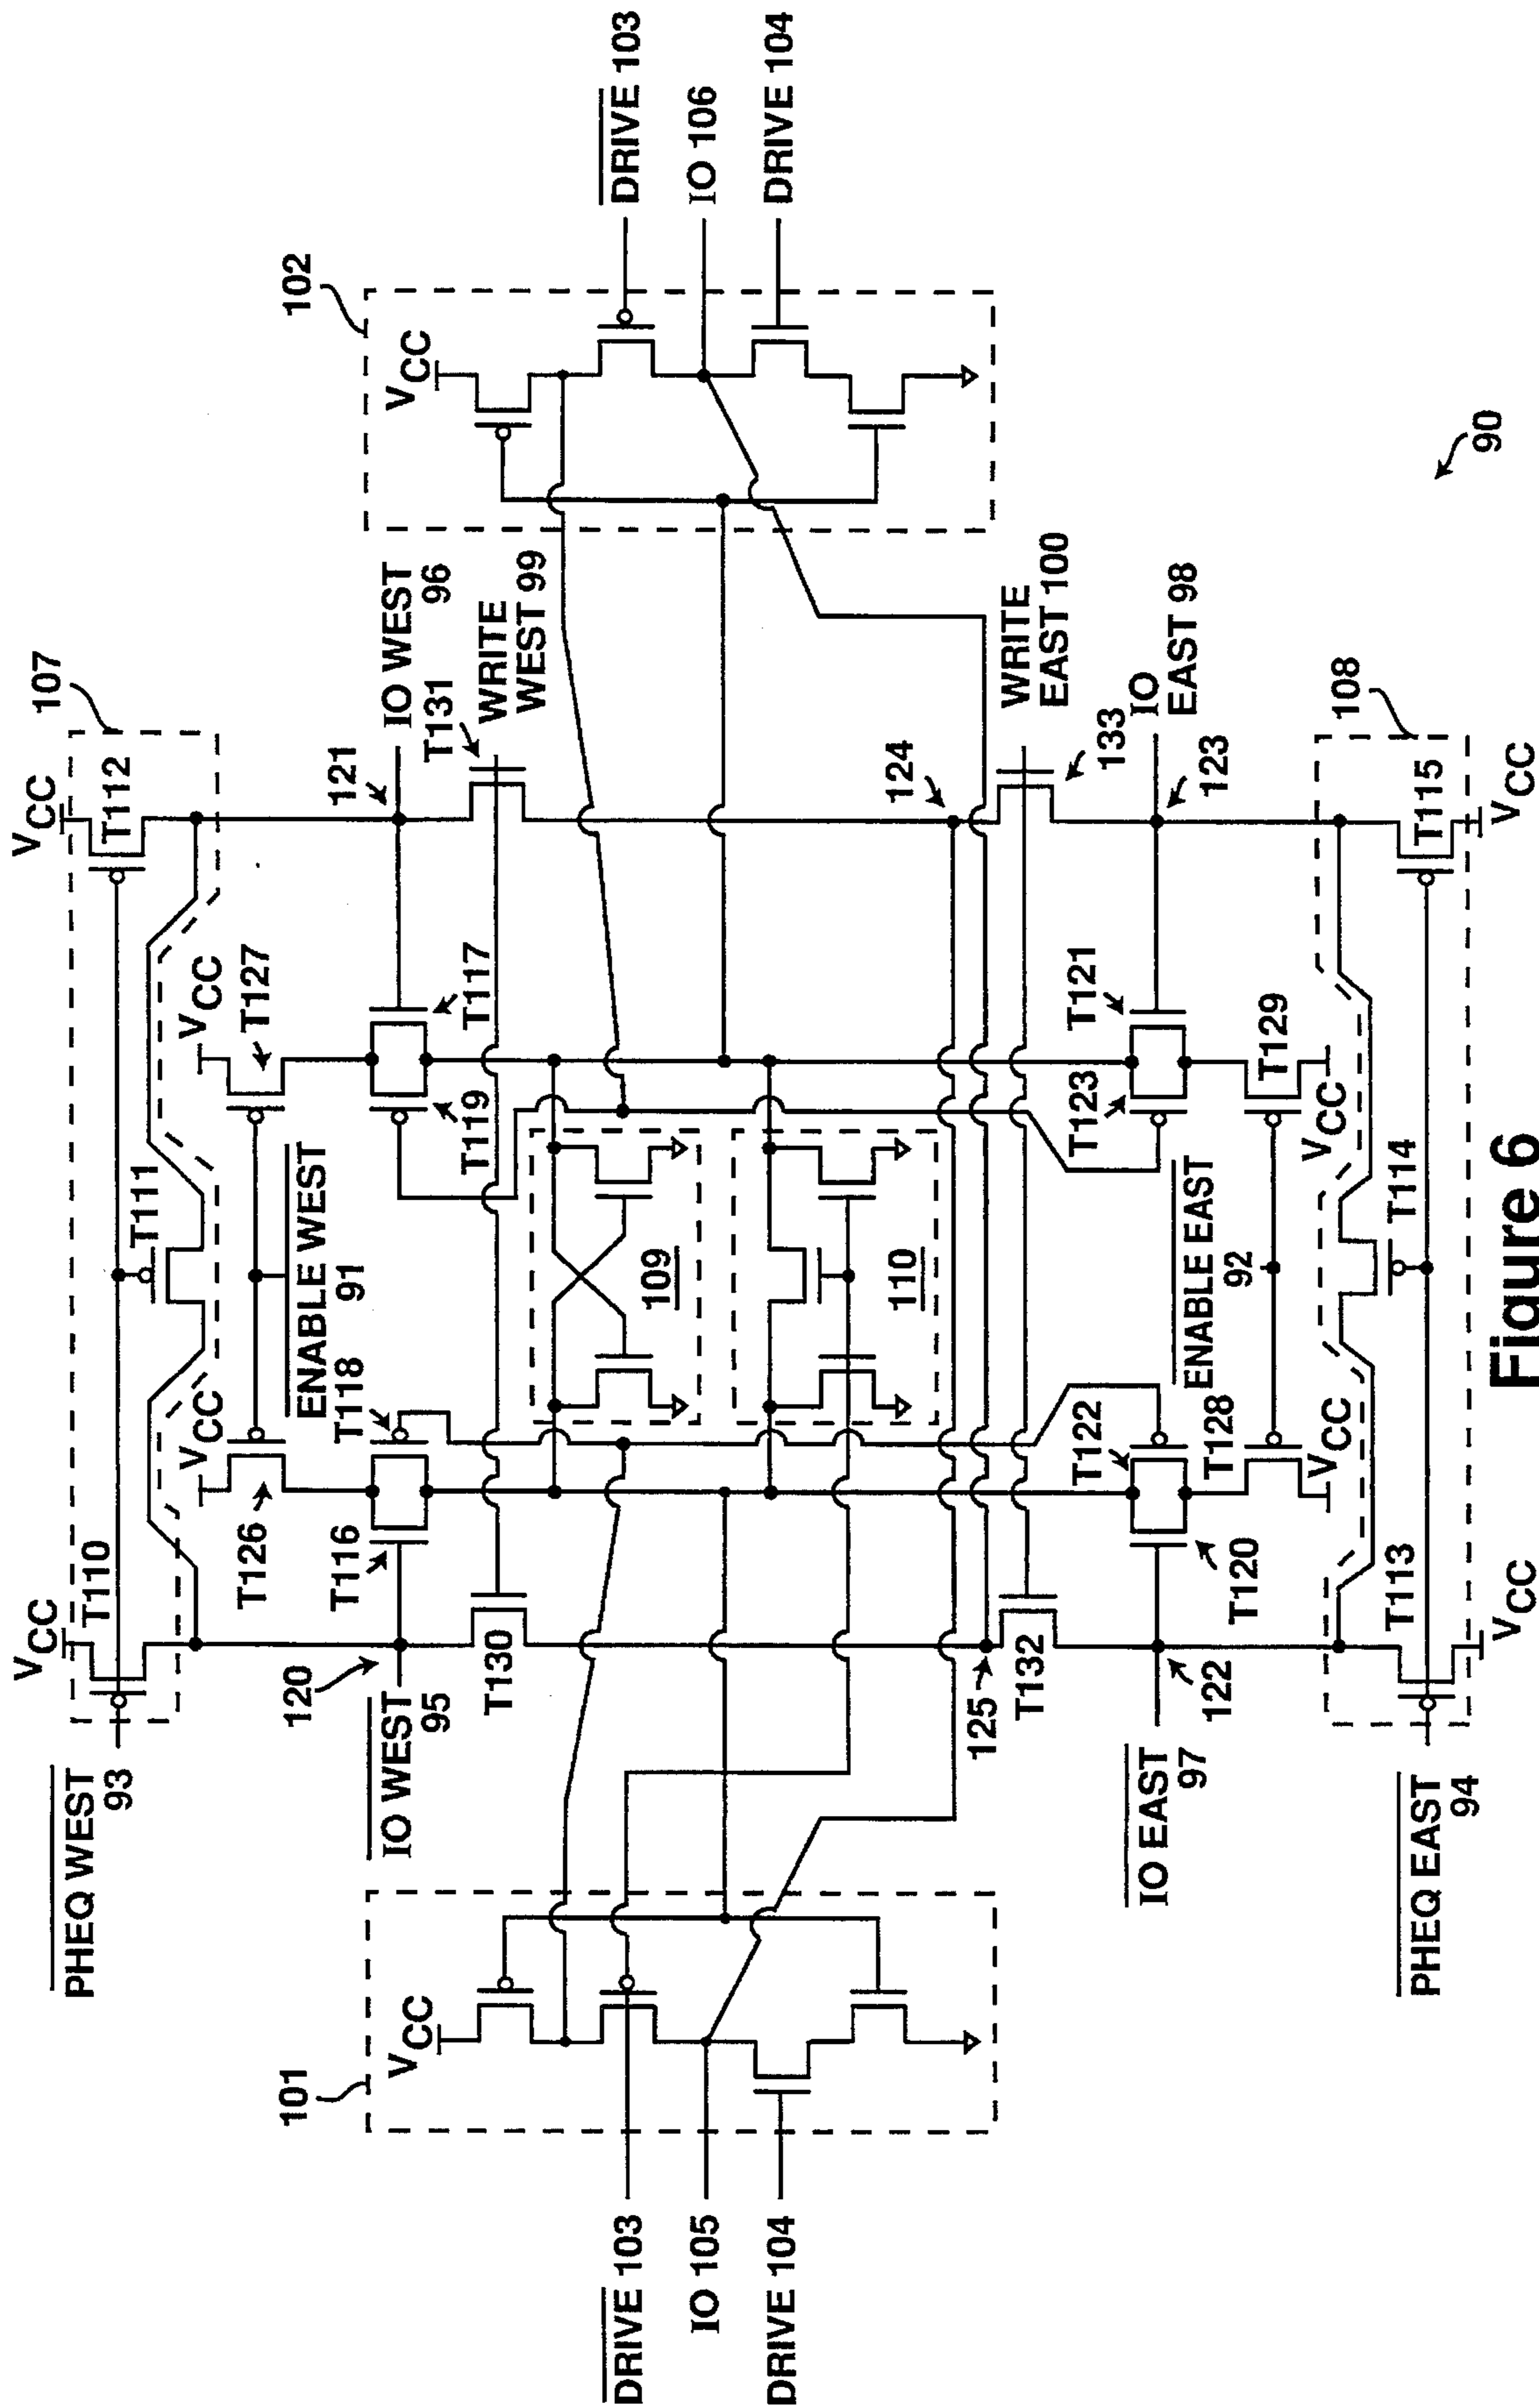 PHEQ WEST
93
VCC
T110
T111
T112
VCC
107
VCC
T126
VCC
T127
ENABLE WEST
91
120
IO WEST
95
T116
T118
T119
T117
121
IO WEST
96
T131
WRITE
WEST 99
T130
101
VCC
DRIVE 103
IO 105
DRIVE 104
109
110
102
VCC
DRIVE 103
IO 106
DRIVE 104
125
T132
124
WRITE
EAST 100
133
IO EAST
97
122
T120
T122
T128
VCC
ENABLE EAST
92
T123
T121
T129
VCC
IO
EAST 98
123
108
PHEQ EAST
94
T113
VCC
T114
T115
VCC
90
Figure 6